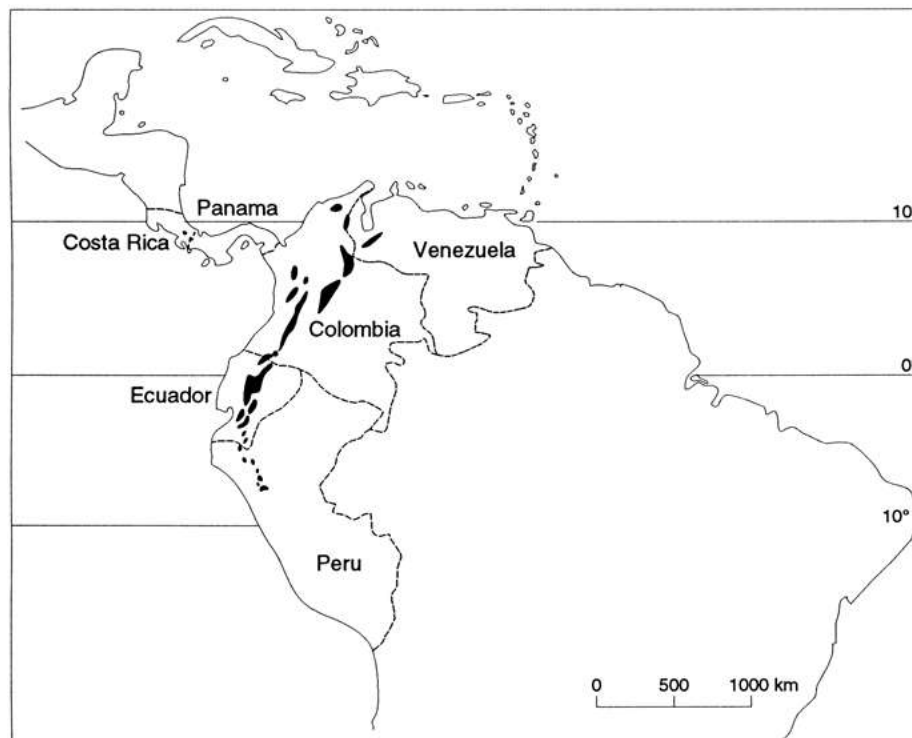 Panama
10
Costa Rica
Venezuela
Colombia
0
Ecuador
10°
Peru
0 500 1000 km